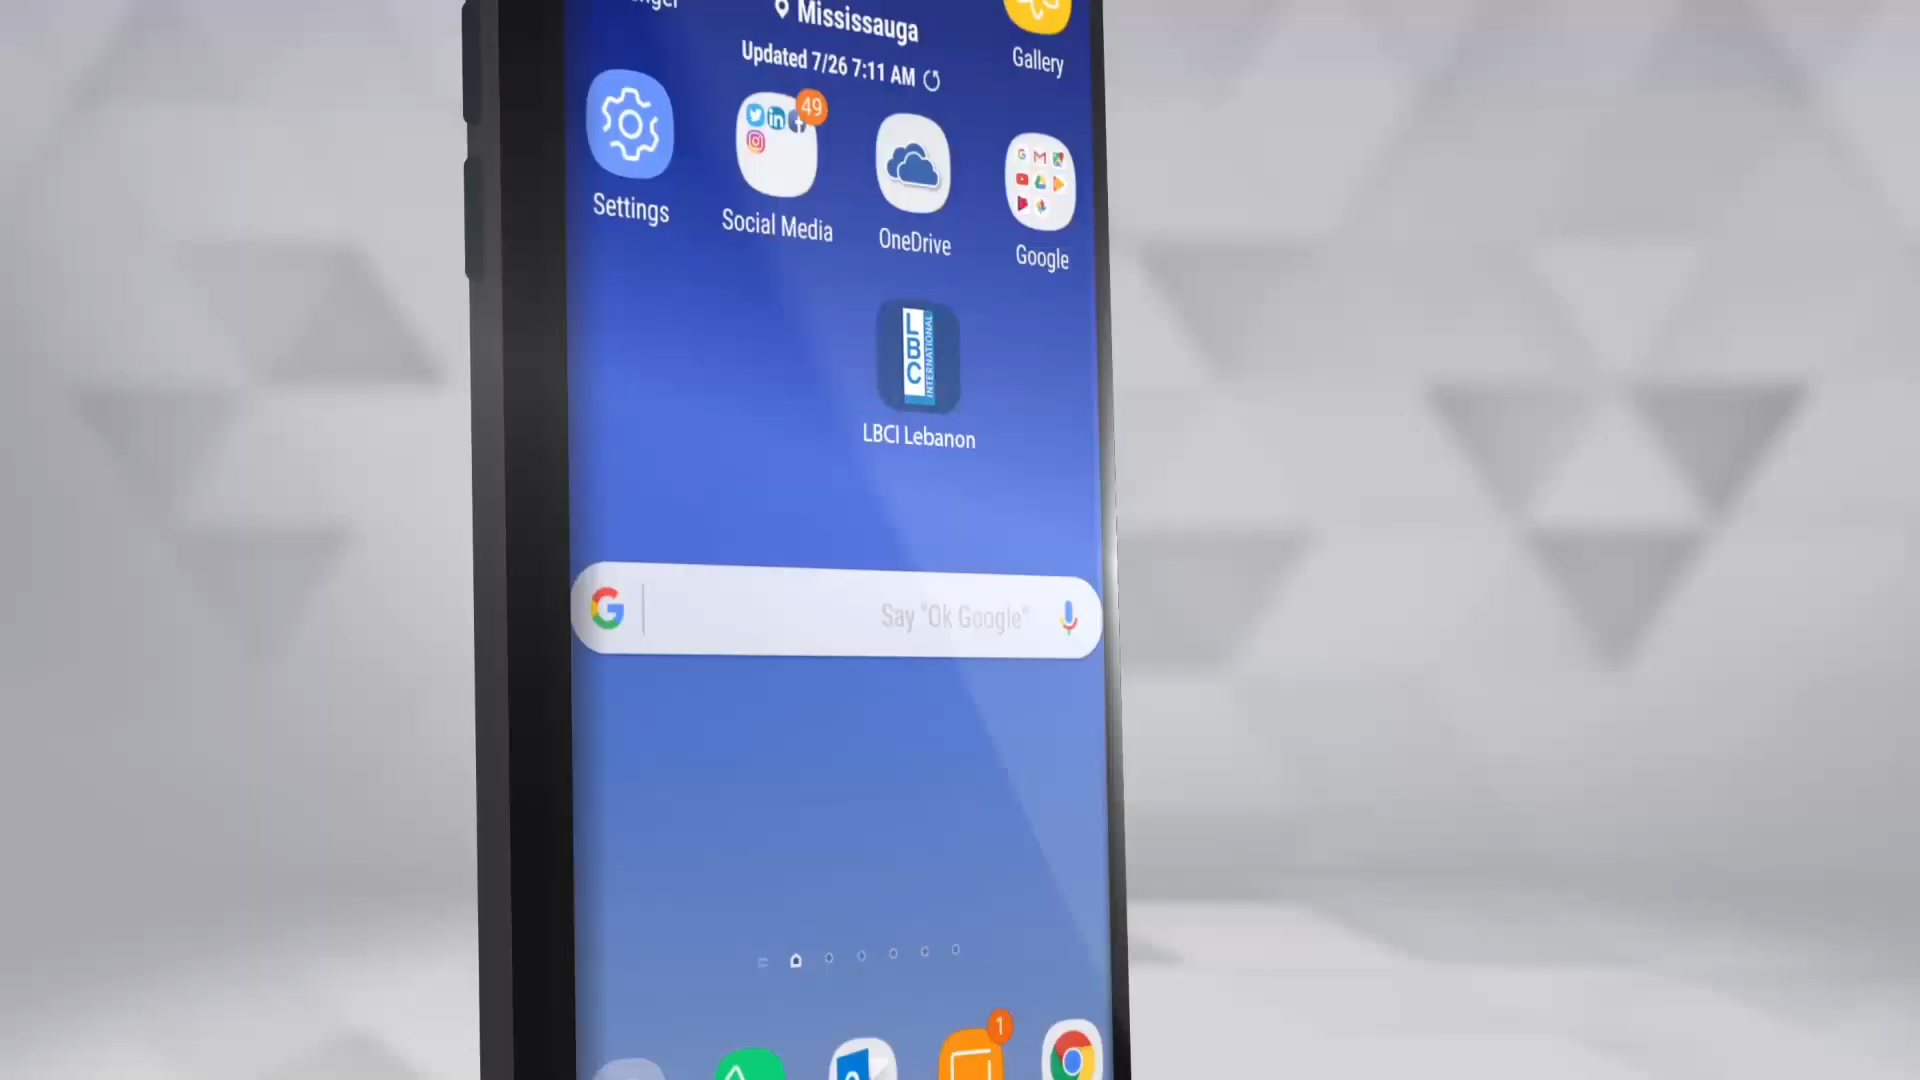 Mississauga
Updated 7/26 7:11 AM
Gallery
Settings
49
Social Media
OneDrive
Google
LBC
INTERNATIONAL
LBCI Lebanon
Say "Ok Google"
1